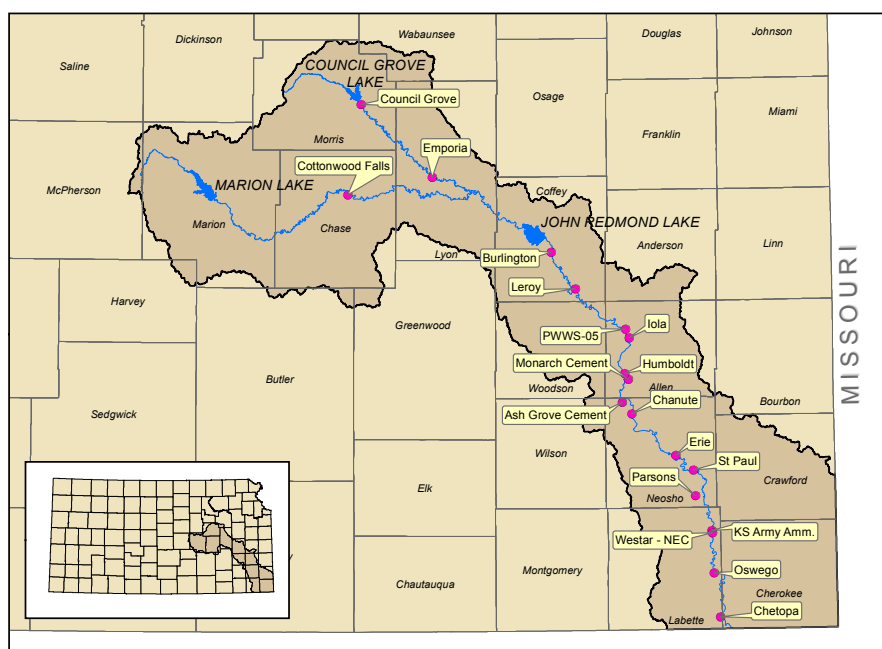 Dickinson
Wabaunsee
Douglas
Johnson
Saline
COUNCIL GROVE
LAKE
Council Grove
Osage
Miami
Franklin
Morris
Emporia
Cottonwood Falls
McPherson
MARION LAKE
Coffey
Marion
Chase
JOHN REDMOND LAKE
Lyon
Burlington
Anderson
Linn
MISSOURI
Harvey
Leroy
Greenwood
PWWS-05
Iola
Butler
Monarch Cement
Humboldt
Woodson
Allen
Bourbon
Sedgwick
Ash Grove Cement
Chanute
Erie
Wilson
St Paul
Elk
Parsons
Crawford
Neosho
KS Army Amm.
Westar - NEC
Montgomery
Oswego
Chautauqua
Cherokee
Chetopa
Labette